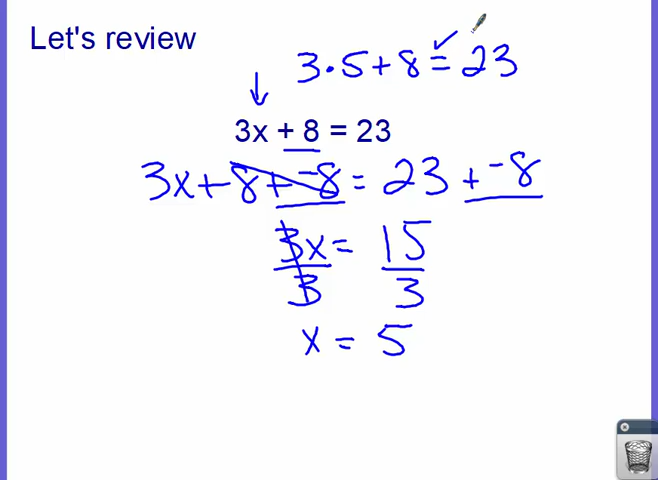 Let's review
3·5+8=23
3x + 8 = 23
3x+8+-8=23+-8
3x=15
3 3
x=5